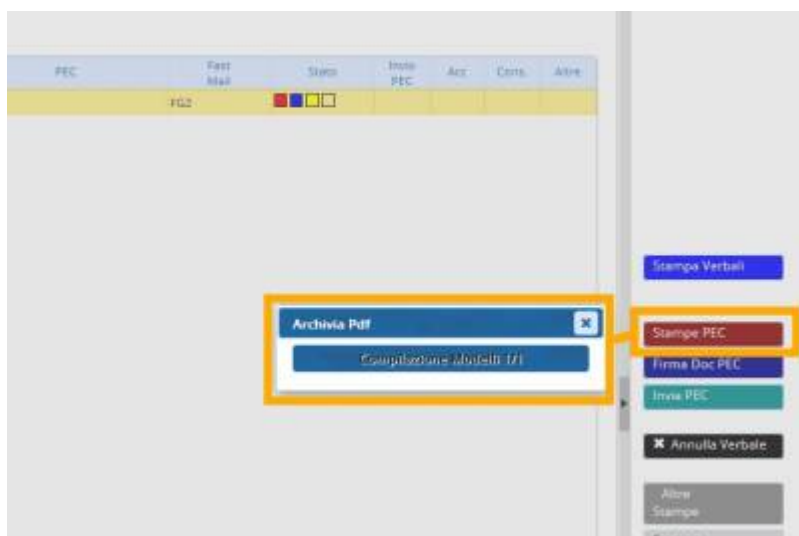 PEC
Fast
Mail
Stato
Invio
PEC
Acc
Cons.
Altre
FG2
Stampa Verbali
Archivia Pdf
Stampe PEC
Compilazione Modelli 1/1
Firma Doc PEC
Invia PEC
Annulla Verbale
Altre
Stampe